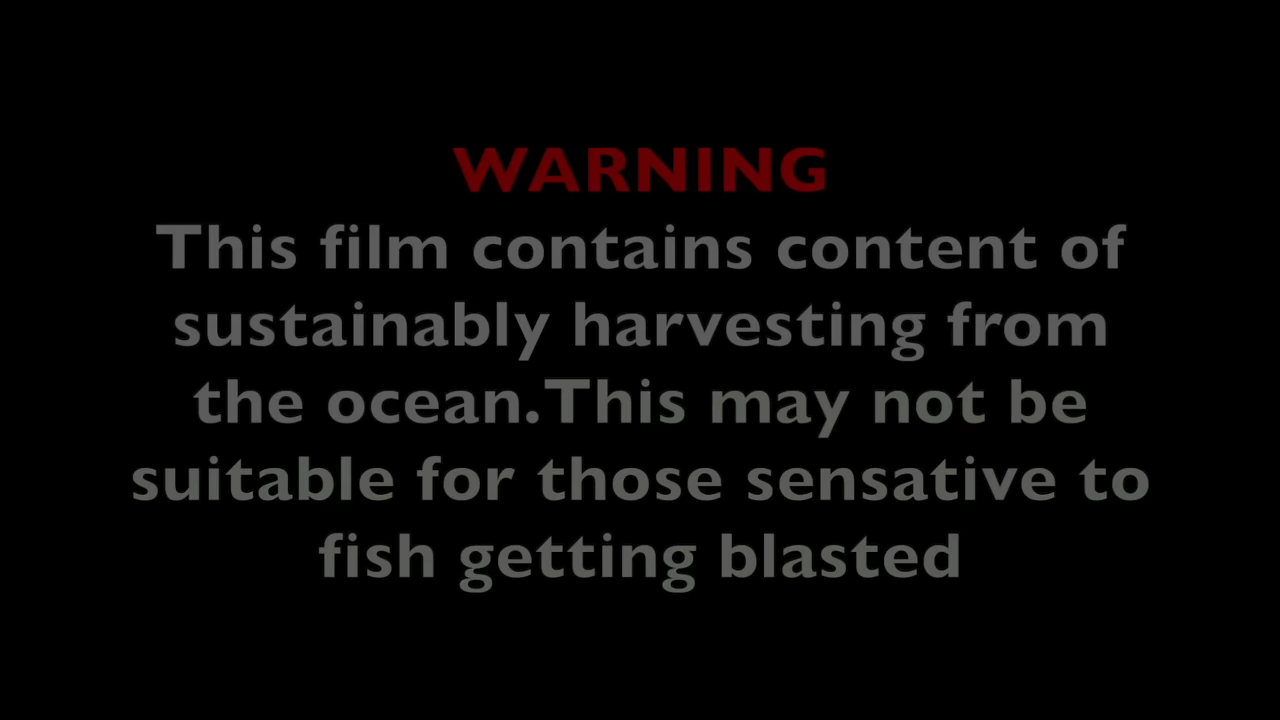 WARNING
This film contains content of
sustainably harvesting from
the ocean.This may not be
suitable for those sensative to
fish getting blasted